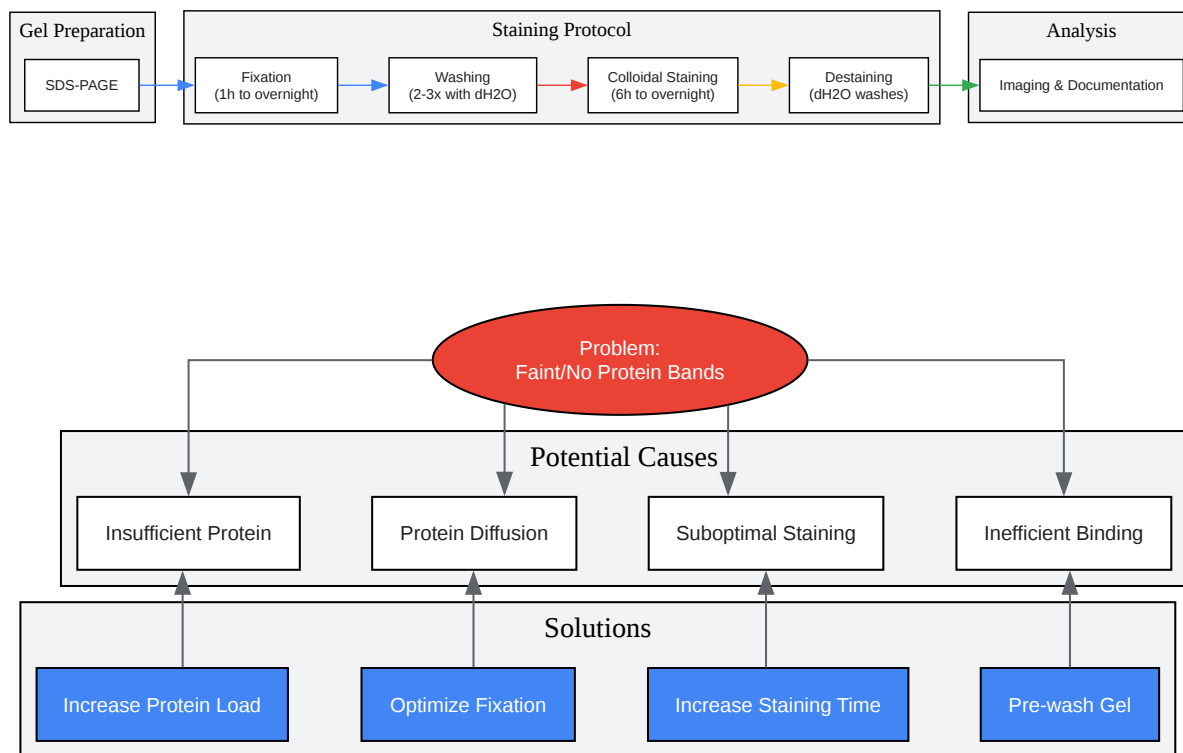 Gel Preparation
Staining Protocol
Analysis
SDS-PAGE
Fixation
(1h to overnight)
Washing
(2-3x with dH2O)
Colloidal Staining
(6h to overnight)
Destaining
(dH2O washes)
Imaging & Documentation
Problem:
Faint/No Protein Bands
Potential Causes
Insufficient Protein
Protein Diffusion
Suboptimal Staining
Inefficient Binding
Solutions
Increase Protein Load
Optimize Fixation
Increase Staining Time
Pre-wash Gel